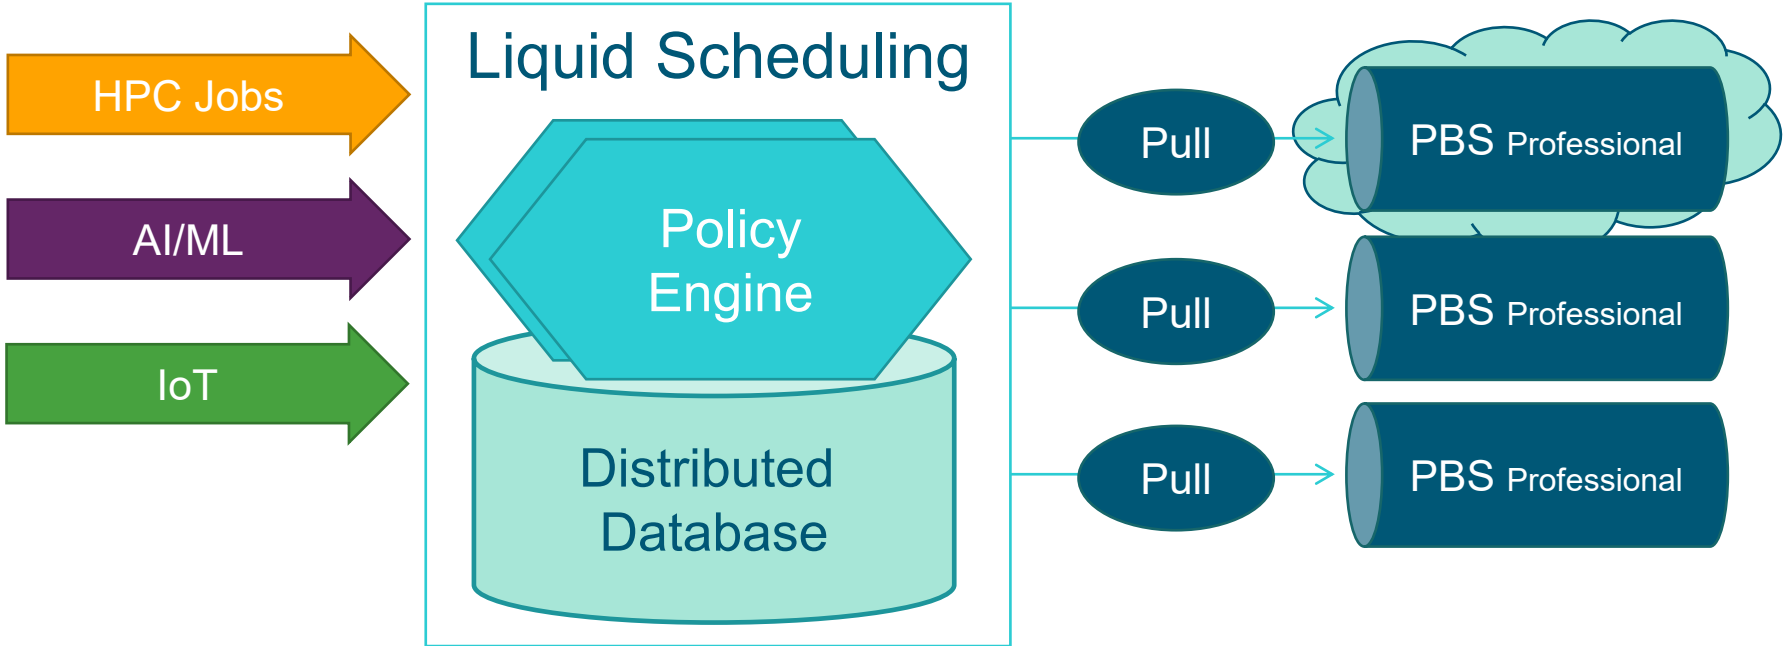 HPC Jobs
AI/ML
IoT
Liquid Scheduling
Policy
Engine
Distributed
Database
Pull
PBS Professional
Pull
PBS Professional
Pull
PBS Professional